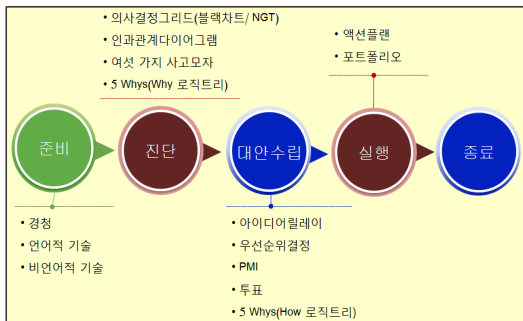 • 의사결정그리드(블랙차트/ NGT)
• 인과관계다이어그램
• 여섯 가지 사고모자
• 5 Whys(Why 로직트리)
• 액션플랜
• 포트폴리오
준비
진단
대안수립
실행
종료
• 경청
• 언어적 기술
• 비언어적 기술
• 아이디어릴레이
• 우선순위결정
• PMI
• 투표
• 5 Whys(How 로직트리)